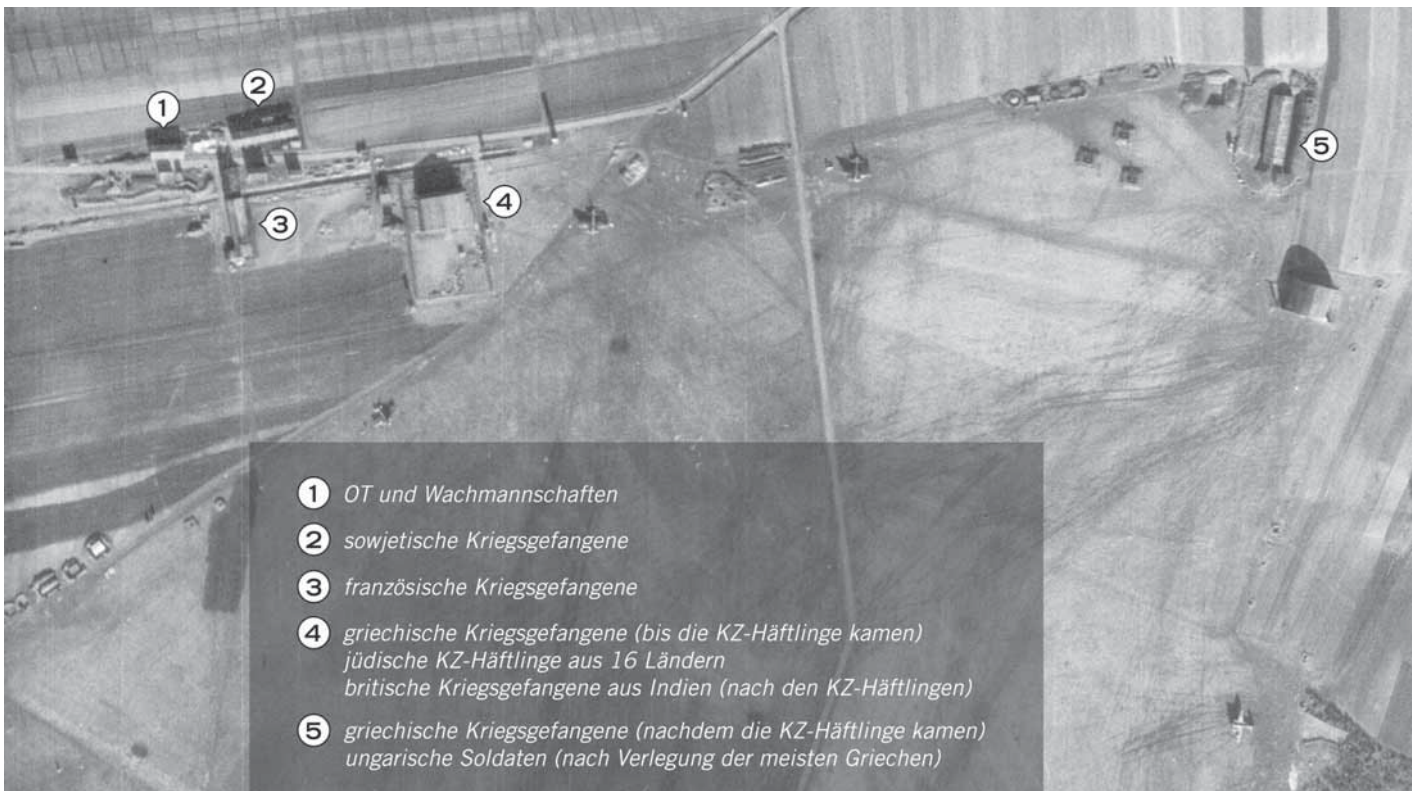 1
2
3
4
5
1 OT und Wachmannschaften
2 sowjetische Kriegsgefangene
3 französische Kriegsgefangene
4 griechische Kriegsgefangene (bis die KZ-Häftlinge kamen)
jüdische KZ-Häftlinge aus 16 Ländern
britische Kriegsgefangene aus Indien (nach den KZ-Häftlingen)
5 griechische Kriegsgefangene (nachdem die KZ-Häftlinge kamen)
ungarische Soldaten (nach Verlegung der meisten Griechen)